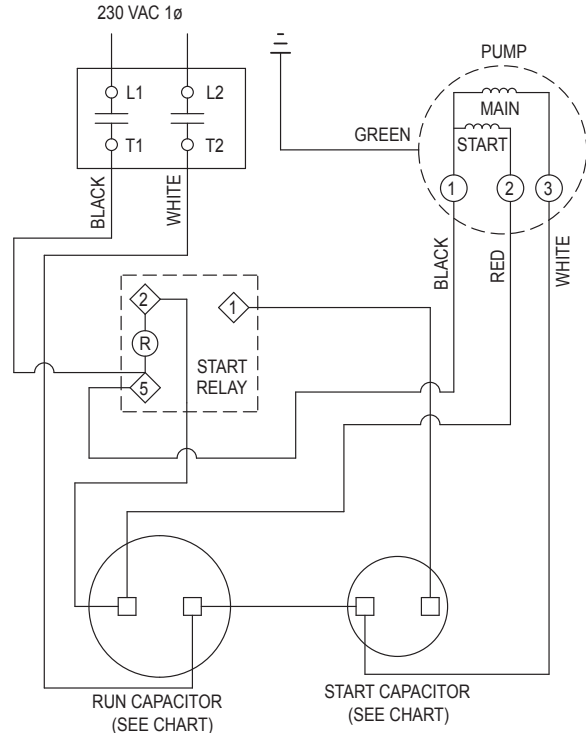 230 VAC 1ø
L1
L2
T1
T2
BLACK
WHITE
GREEN
PUMP
MAIN
START
1
2
3
BLACK
RED
WHITE
2
1
R
5
START
RELAY
RUN CAPACITOR
(SEE CHART)
START CAPACITOR
(SEE CHART)